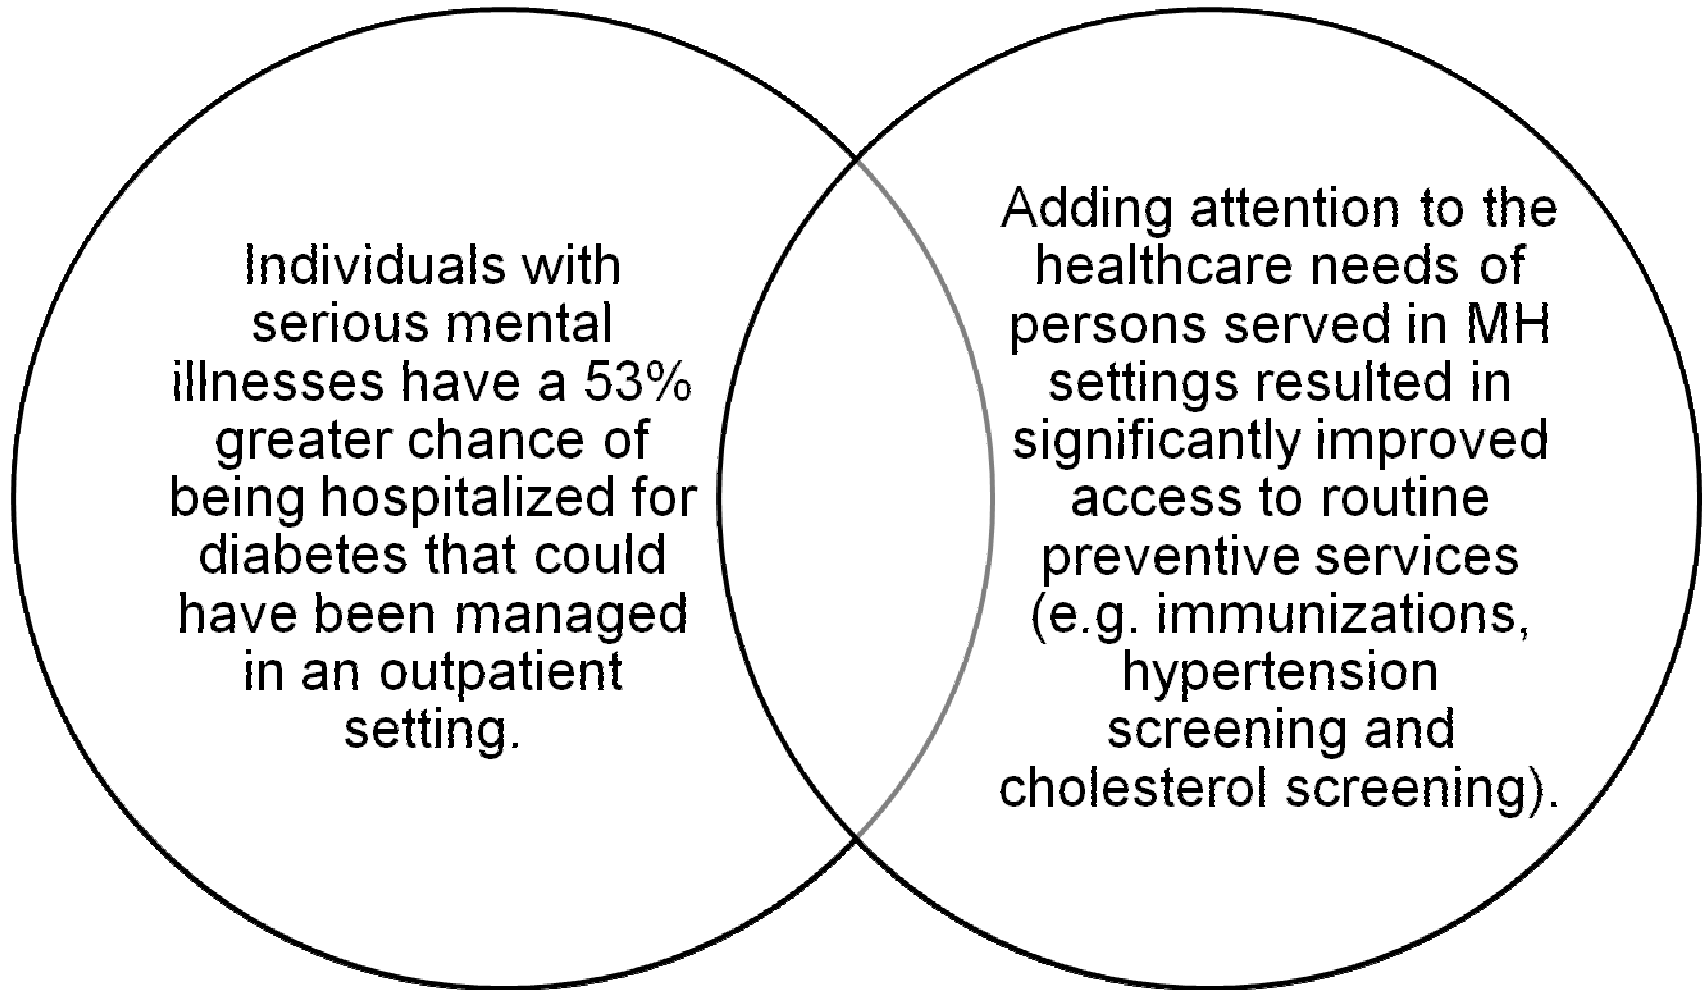 Individuals with
serious mental
illnesses have a 53%
greater chance of
being hospitalized for
diabetes that could
have been managed
in an outpatient
setting.
Adding attention to the
healthcare needs of
persons served in MH
settings resulted in
significantly improved
access to routine
preventive services
(e.g. immunizations,
hypertension
screening and
cholesterol screening).